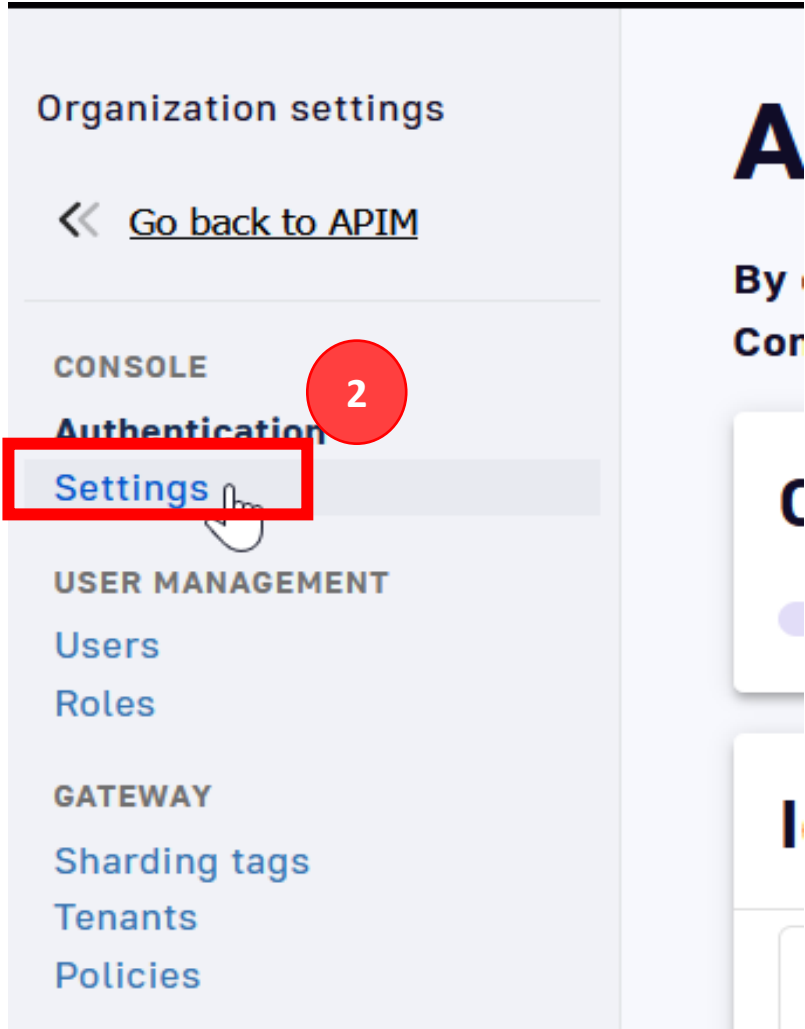 Organization settings
Go back to APIM
CONSOLE
2
Authentication
Settings
USER MANAGEMENT
Users
Roles
GATEWAY
Sharding tags
Tenants
Policies
A
By